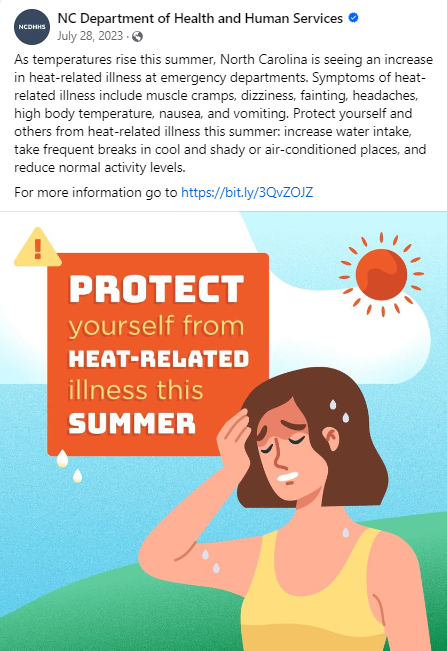 NCDHHS
NC Department of Health and Human Services
July 28, 2023 ·
As temperatures rise this summer, North Carolina is seeing an increase
in heat-related illness at emergency departments. Symptoms of heat-
related illness include muscle cramps, dizziness, fainting, headaches,
high body temperature, nausea, and vomiting. Protect yourself and
others from heat-related illness this summer: increase water intake,
take frequent breaks in cool and shady or air-conditioned places, and
reduce normal activity levels.
For more information go to https://bit.ly/3QvZOJZ
!
PROTECT
yourself from
HEAT-RELATED
illness this
SUMMER